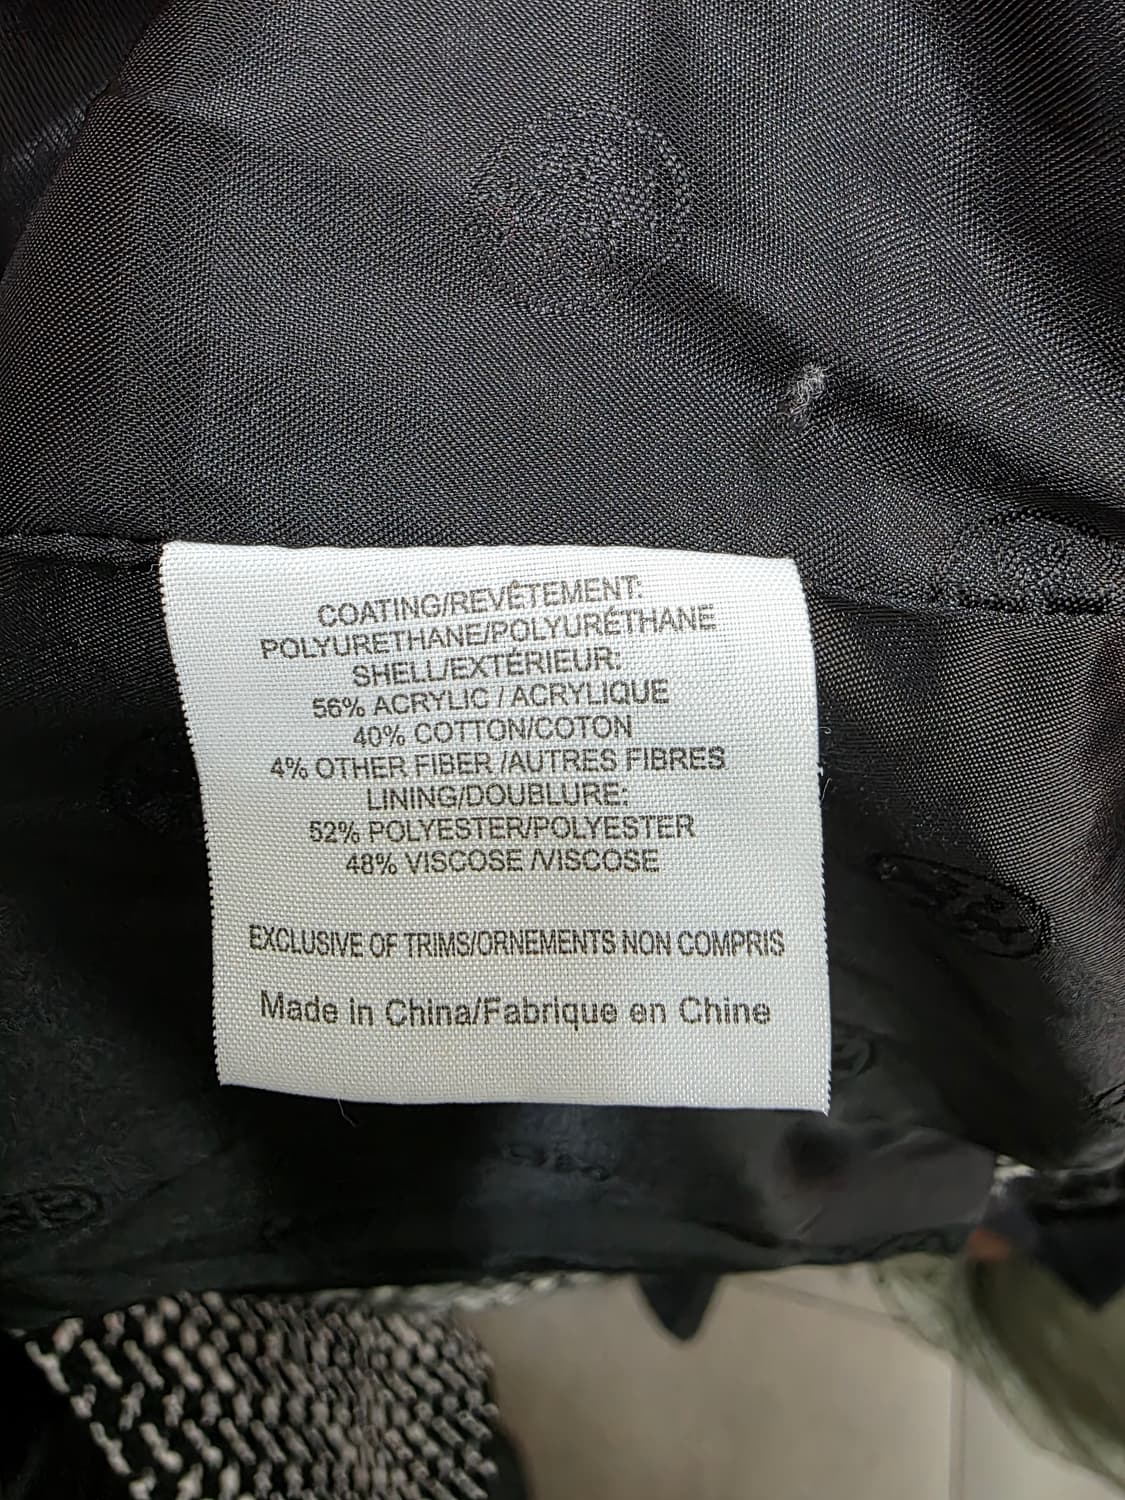 COATING/REVÊTEMENT:
POLYURETHANE/POLYURÉTHANE
SHELL/EXTÉRIEUR:
56% ACRYLIC / ACRYLIQUE
40% COTTON/COTON
4% OTHER FIBER /AUTRES FIBRES
LINING/DOUBLURE:
52% POLYESTER/POLYESTER
48% VISCOSE /VISCOSE
EXCLUSIVE OF TRIMS/ORNEMENTS NON COMPRIS
Made in China/Fabrique en Chine